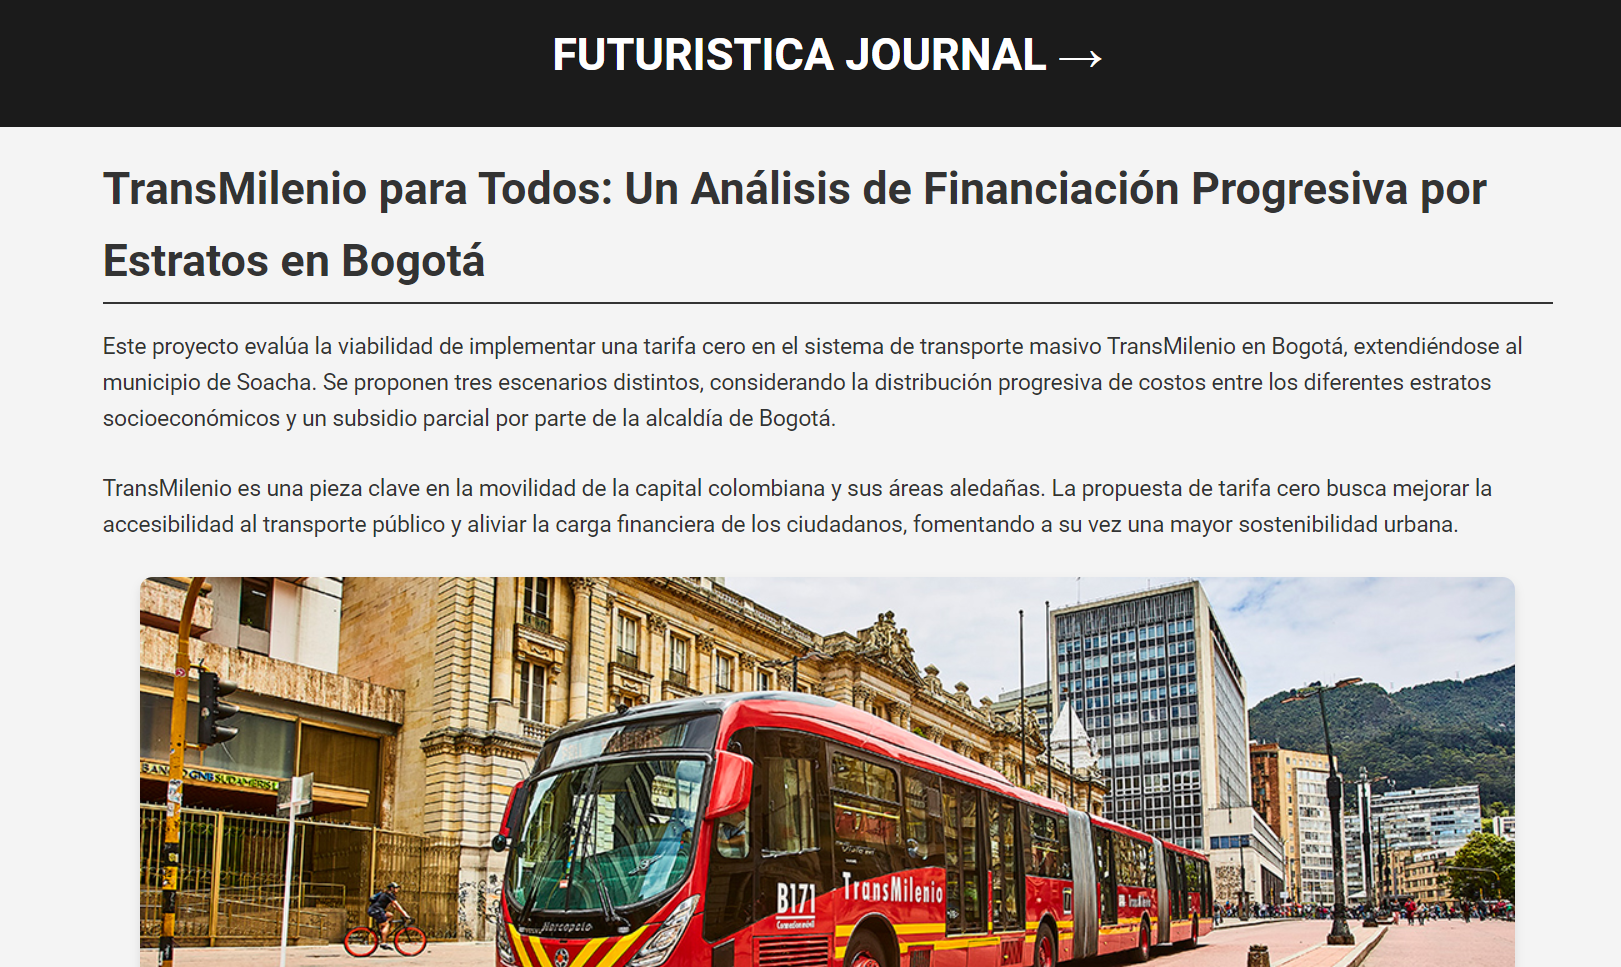 FUTURISTICA JOURNAL →
TransMilenio para Todos: Un Análisis de Financiación Progresiva por
Estratos en Bogotá
Este proyecto evalúa la viabilidad de implementar una tarifa cero en el sistema de transporte masivo TransMilenio en Bogotá, extendiéndose al
municipio de Soacha. Se proponen tres escenarios distintos, considerando la distribución progresiva de costos entre los diferentes estratos
socioeconómicos y un subsidio parcial por parte de la alcaldía de Bogotá.
TransMilenio es una pieza clave en la movilidad de la capital colombiana y sus áreas aledañas. La propuesta de tarifa cero busca mejorar la
accesibilidad al transporte público y aliviar la carga financiera de los ciudadanos, fomentando a su vez una mayor sostenibilidad urbana.
B171
TransMilenio
Marcopolo